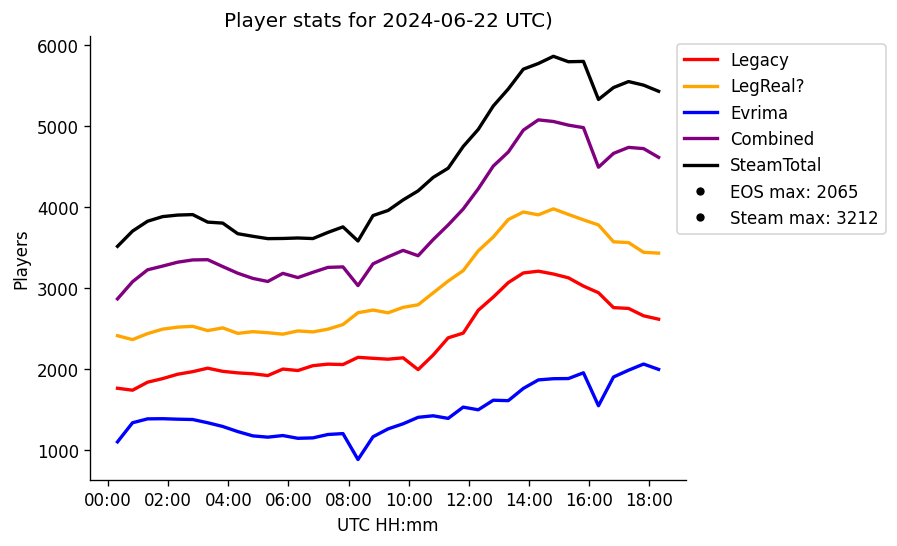 Player stats for 2024-06-22 UTC)
6000
5000
4000
3000
2000
1000
Players
00:00 02:00 04:00 06:00 08:00 10:00 12:00 14:00 16:00 18:00
UTC HH:mm
Legacy
LegReal?
Evrima
Combined
SteamTotal
EOS max: 2065
Steam max: 3212